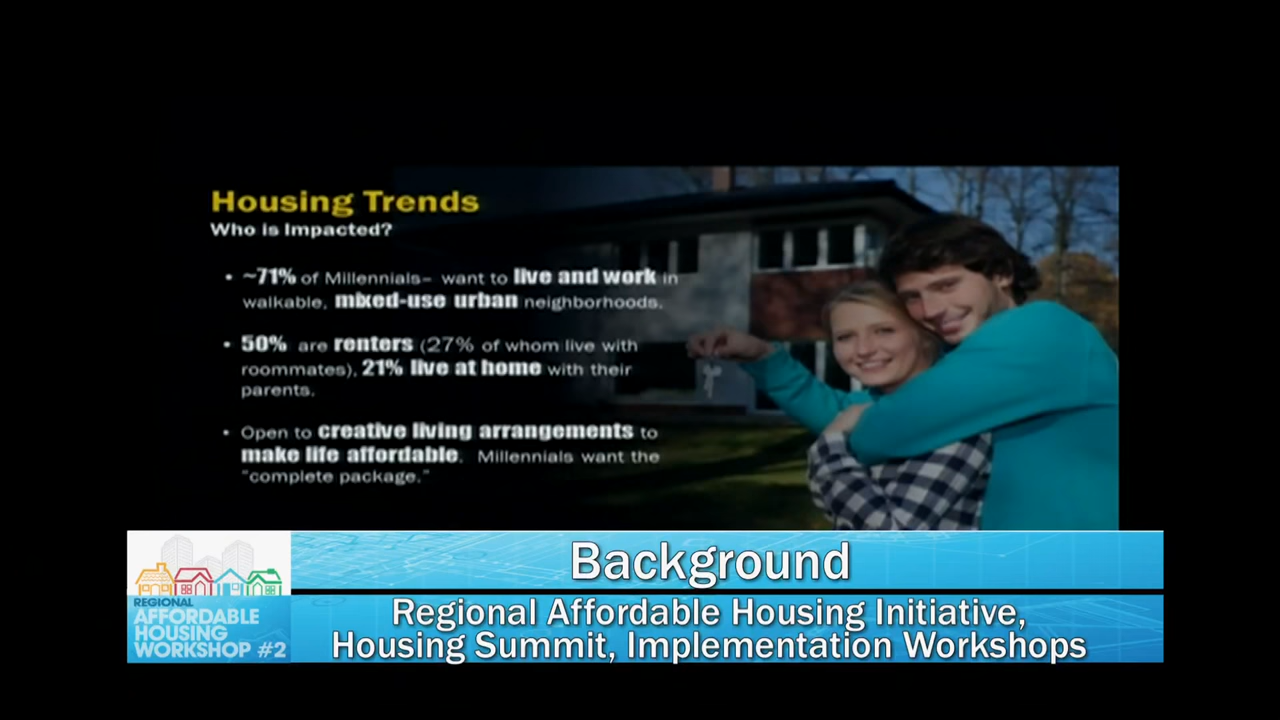 Housing Trends
Who is Impacted?
• ~71% of Millennials– want to live and work in
walkable, mixed-use urban neighborhoods.
• 50% are renters (27% of whom live with
roommates), 21% live at home with their
parents.
• Open to creative living arrangements to
make life affordable. Millennials want the
"complete package."
Background
Regional Affordable Housing Initiative,
Housing Summit, Implementation Workshops
REGIONAL
AFFORDABLE
HOUSING
WORKSHOP #2